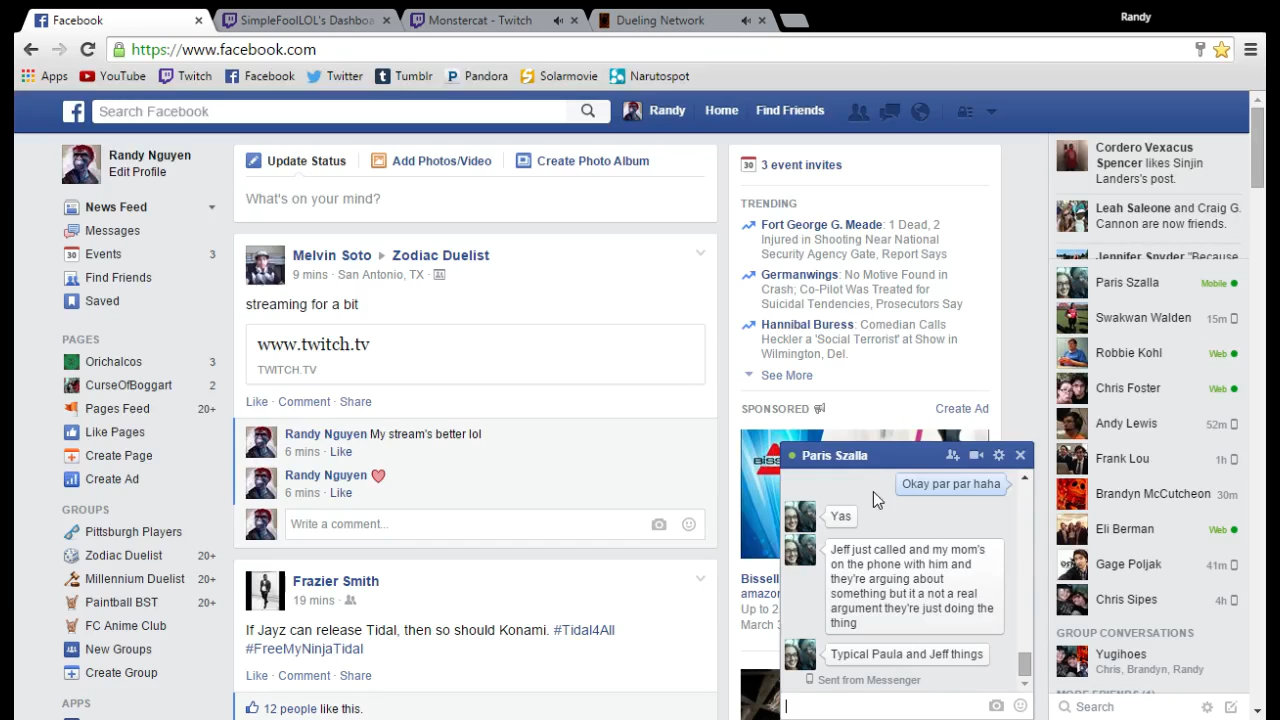 Randy
Facebook
SimpleFoolLOL's Dashboa
Monstercat - Twitch
Dueling Network
https://www.facebook.com
Apps
YouTube
Twitch
Facebook
Twitter
Tumblr
Pandora
Solarmovie
Narutospot
Search Facebook
Randy
Home
Find Friends
Randy Nguyen
Edit Profile
News Feed
Messages
Events 3
Find Friends
Saved
PAGES
Orichalcos 3
CurseOfBoggart 2
Pages Feed 20+
Like Pages
Create Page
Create Ad
GROUPS
Pittsburgh Players
Zodiac Duelist 20+
Millennium Duelist 20+
Paintball BST 20+
FC Anime Club
New Groups
Create Group
APPS
Update Status
Add Photos/Video
Create Photo Album
What's on your mind?
Melvin Soto ▸ Zodiac Duelist
9 mins · San Antonio, TX ·
streaming for a bit
www.twitch.tv
TWITCH.TV
Like · Comment · Share
Randy Nguyen My stream's better lol
6 mins · Like
Randy Nguyen
6 mins · Like
Write a comment...
Frazier Smith
19 mins ·
If Jayz can release Tidal, then so should Konami. #Tidal4All
#FreeMyNinjaTidal
Like · Comment · Share
12 people like this.
30 3 event invites
TRENDING
Fort George G. Meade: 1 Dead, 2
Injured in Shooting Near National
Security Agency Gate, Report Says
Germanwings: No Motive Found in
Crash; Co-Pilot Was Treated for
Suicidal Tendencies, Prosecutors Say
Hannibal Buress: Comedian Calls
Heckler a 'Social Terrorist' at Show in
Wilmington, Del.
See More
SPONSORED
Create Ad
Bissell
amazon
Up to 2
March 3
Paris Szalla
Okay par par haha
Yas
Jeff just called and my mom's
on the phone with him and
they're arguing about
something but it a not a real
argument they're just doing the
thing
Typical Paula and Jeff things
Sent from Messenger
Cordero Vexacus
Spencer likes Sinjin
Landers's post.
Leah Saleone and Craig G.
Cannon are now friends.
Jennifer Snyder "Because
Paris Szalla Mobile
Swakwan Walden 15m
Robbie Kohl Web
Chris Foster Web
Andy Lewis 52m
Frank Lou 1h
Brandyn McCutcheon 30m
Eli Berman Web
Gage Poljak 41m
Chris Sipes 4h
GROUP CONVERSATIONS
Yugihoes
Chris, Brandyn, Randy
Search